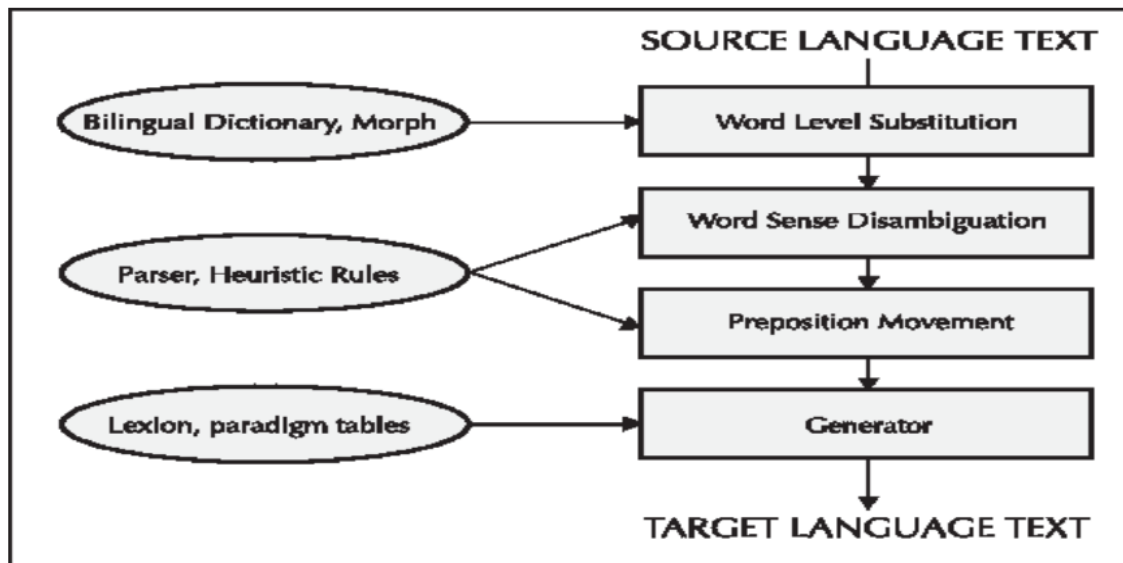 SOURCE LANGUAGE TEXT
Bilingual Dictionary, Morph
Word Level Substitution
Word Sense Disambiguation
Parser, Heuristic Rules
Preposition Movement
Lexion, paradigm tables
Generator
TARGET LANGUAGE TEXT